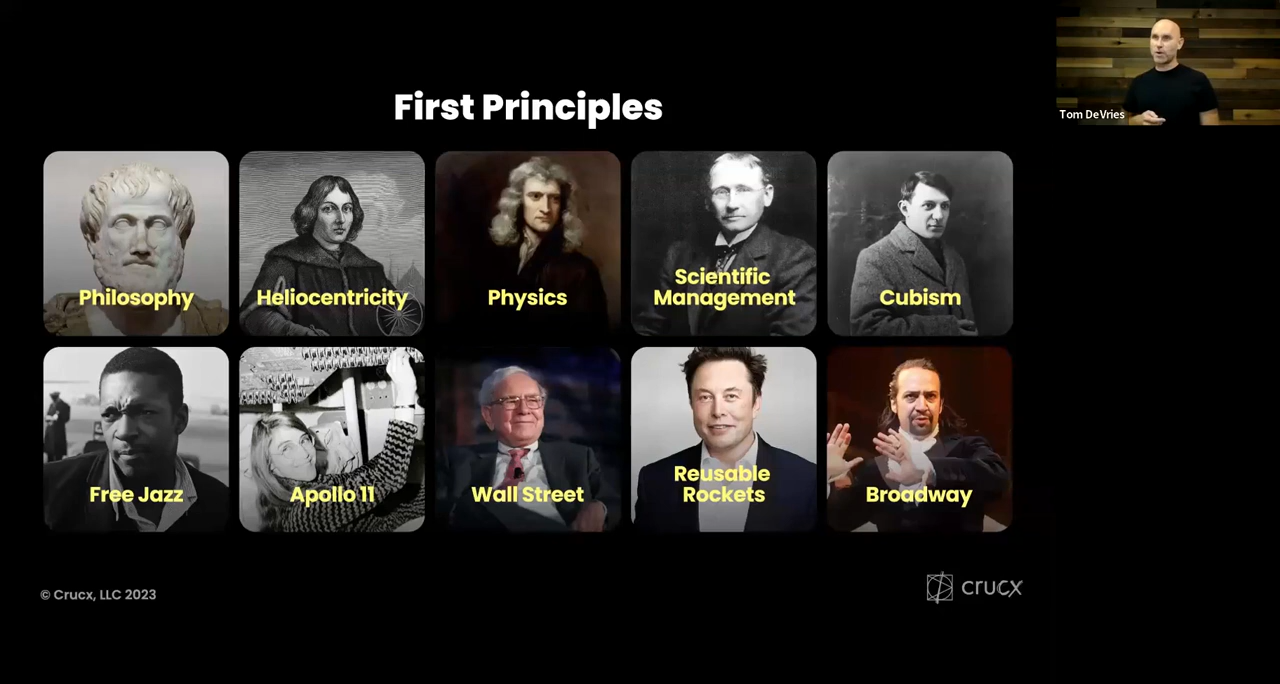 First Principles
Tom DeVries
Philosophy
Heliocentricity
Physics
Scientific
Management
Cubism
Free Jazz
Apollo 11
Wall Street
Reusable
Rockets
Broadway
© Crucx, LLC 2023
crucx